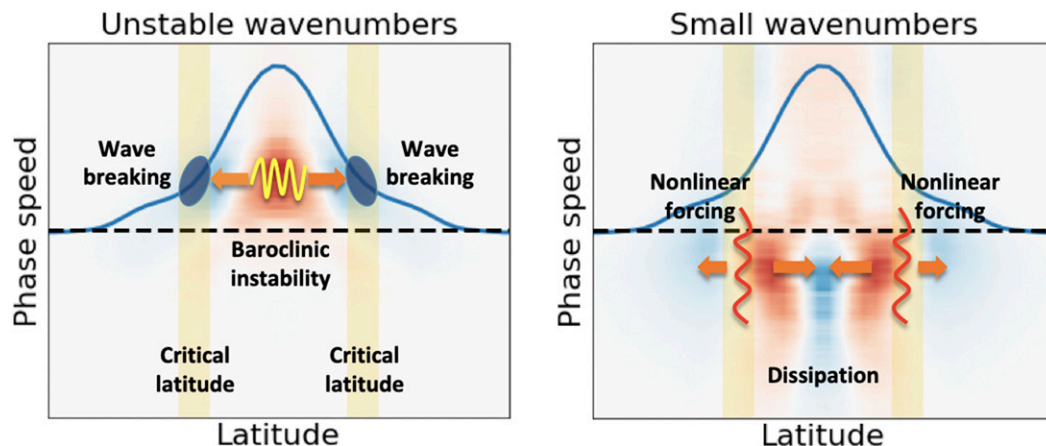 Unstable wavenumbers
Phase speed
Wave
breaking
Wave
breaking
Baroclinic
instability
Critical
latitude
Critical
latitude
Latitude
Small wavenumbers
Phase speed
Nonlinear
forcing
Nonlinear
forcing
Dissipation
Latitude